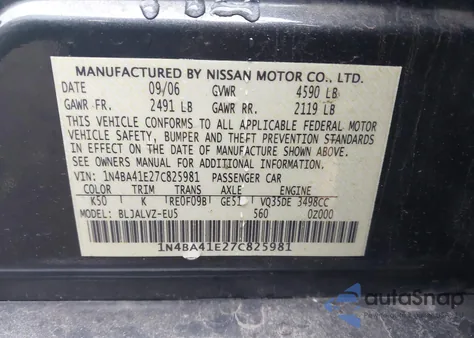 MANUFACTURED BY NISSAN MOTOR CO., LTD.
DATE 09/06 GVWR 4590 LB
GAWR FR. 2491 LB GAWR RR. 2119 LB
THIS VEHICLE CONFORMS TO ALL APPLICABLE FEDERAL MOTOR
VEHICLE SAFETY, BUMPER AND THEFT PREVENTION STANDARDS
IN EFFECT ON THE DATE OF MANUFACTURE SHOWN ABOVE.
SEE OWNERS MANUAL FOR ADDITIONAL INFORMATION.
VIN: 1N4BA41E27C825981 PASSENGER CAR
COLOR TRIM TRANS AXLE ENGINE
K50 K RE0F09B GE51 VQ35DE 3498CC
MODEL: BLJALVZ-EU5 560 0Z000
1N4BA41E27C825981
autoSnap